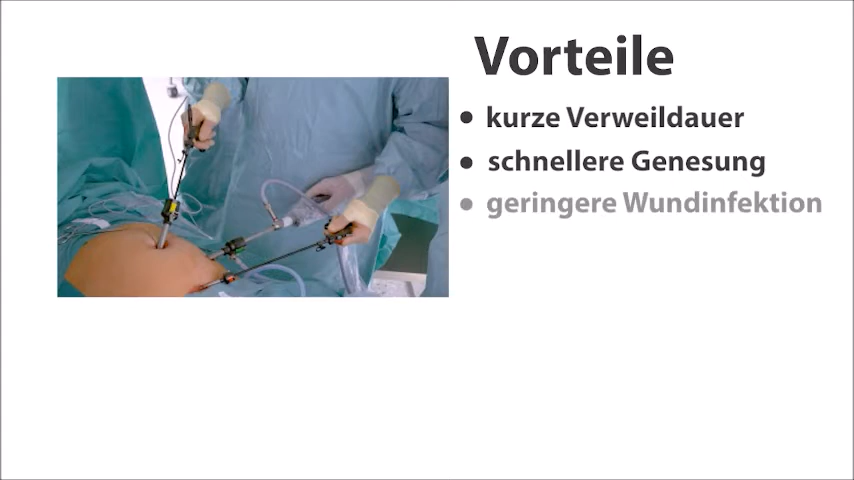 Vorteile
kurze Verweildauer
schnellere Genesung
geringere Wundinfektion